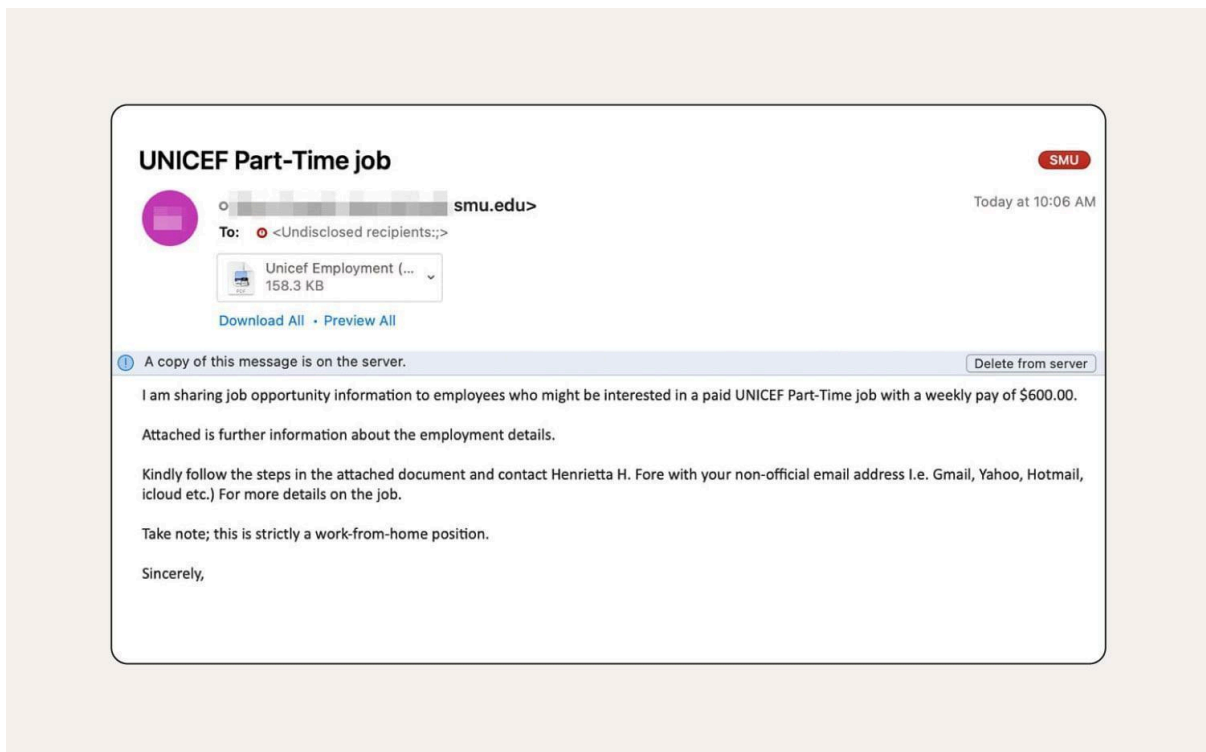 UNICEF Part-Time job
SMU
smu.edu>
Today at 10:06 AM
To: <Undisclosed recipients:;>
Unicef Employment (...
158.3 KB
Download All • Preview All
A copy of this message is on the server.
Delete from server
I am sharing job opportunity information to employees who might be interested in a paid UNICEF Part-Time job with a weekly pay of $600.00.
Attached is further information about the employment details.
Kindly follow the steps in the attached document and contact Henrietta H. Fore with your non-official email address I.e. Gmail, Yahoo, Hotmail,
icloud etc.) For more details on the job.
Take note; this is strictly a work-from-home position.
Sincerely,